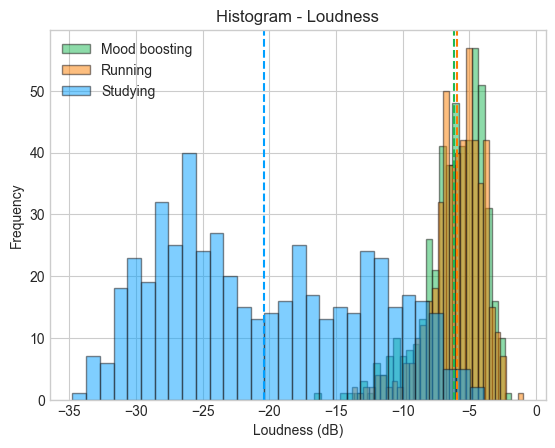 Histogram - Loudness
Mood boosting
Running
Studying
Frequency
50
40
30
20
10
0
−35 −30 −25 −20 −15 −10 −5 0
Loudness (dB)